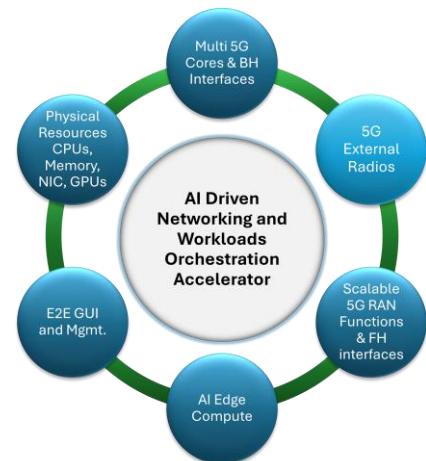 Multi 5G
Cores & BH
Interfaces
Physical
Resources
CPUs,
Memory,
NIC, GPUs
5G
External
Radios
AI Driven
Networking and
Workloads
Orchestration
Accelerator
E2E GUI
and Mgmt.
Scalable
5G RAN
Functions
& FH
interfaces
AI Edge
Compute